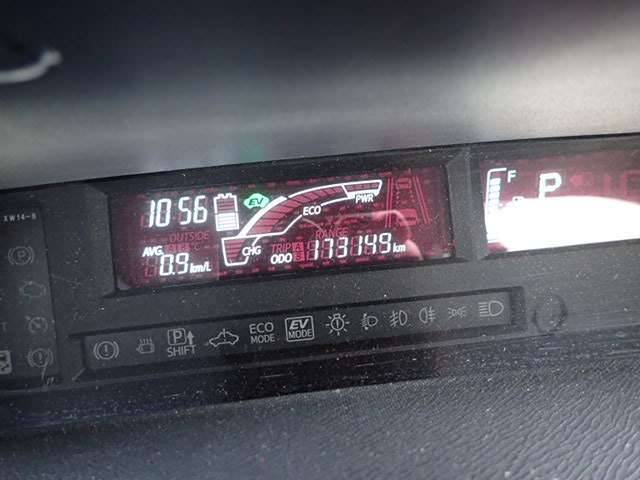 XW14-8
10:56
EV
ECO
PWR
F
P
OUTSIDE
AVG.
0.9 km/L
CHG
RANGE
TRIP A
B
ODO
173149 km
P SHIFT
ECO MODE
EV MODE